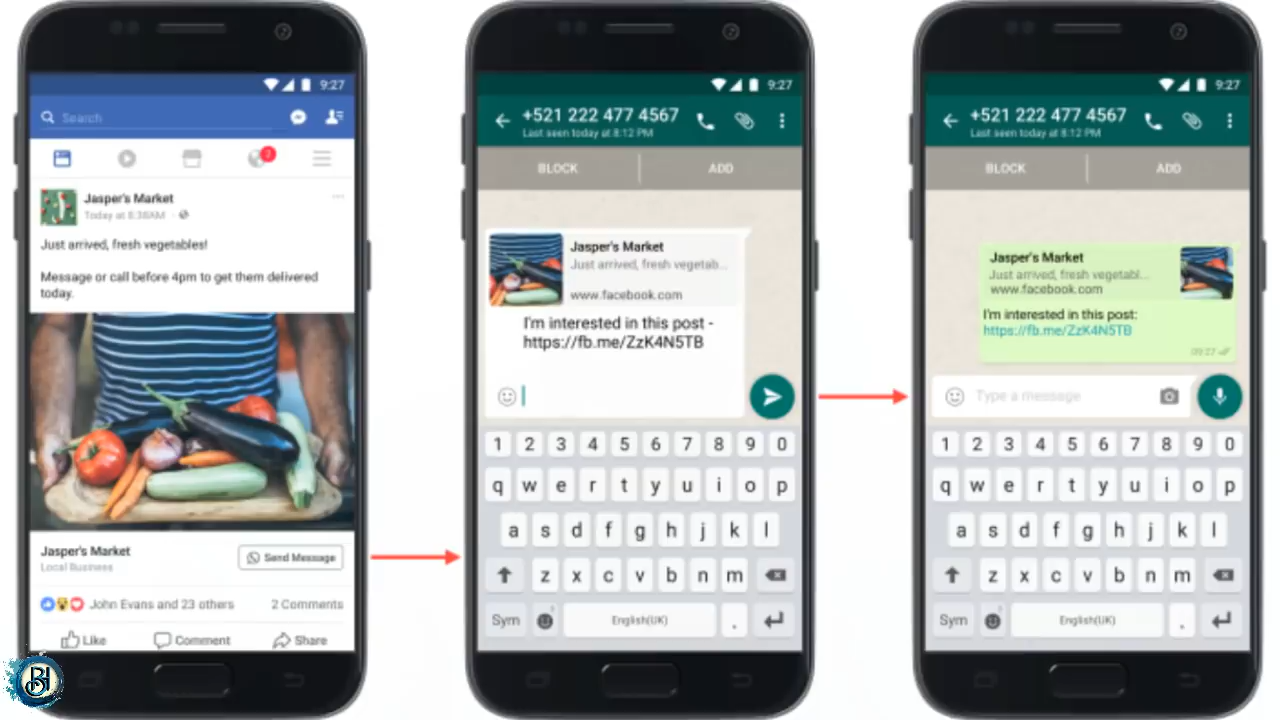 9:27
Search
2
Jasper's Market
Today at 8:38AM
Just arrived, fresh vegetables!
Message or call before 4pm to get them delivered
today.
Jasper's Market
Local Business
Send Message
John Evans and 23 others
2 Comments
Like
Comment
Share
9:27
+521 222 477 4567
Last seen today at 8:12 PM
BLOCK
ADD
Jasper's Market
Just arrived, fresh vegetab...
www.facebook.com
I'm interested in this post -
https://fb.me/ZzK4N5TB
1 2 3 4 5 6 7 8 9 0
q w e r t y u i o p
a s d f g h j k l
z x c v b n m
Sym
English(UK)
.
9:27
+521 222 477 4567
Last seen today at 8:12 PM
BLOCK
ADD
Jasper's Market
Just arrived, fresh vegetabl...
www.facebook.com
I'm interested in this post:
https://fb.me/ZzK4N5TB
09:27
Type a message
1 2 3 4 5 6 7 8 9 0
q w e r t y u i o p
a s d f g h j k l
z x c v b n m
Sym
English(UK)
.